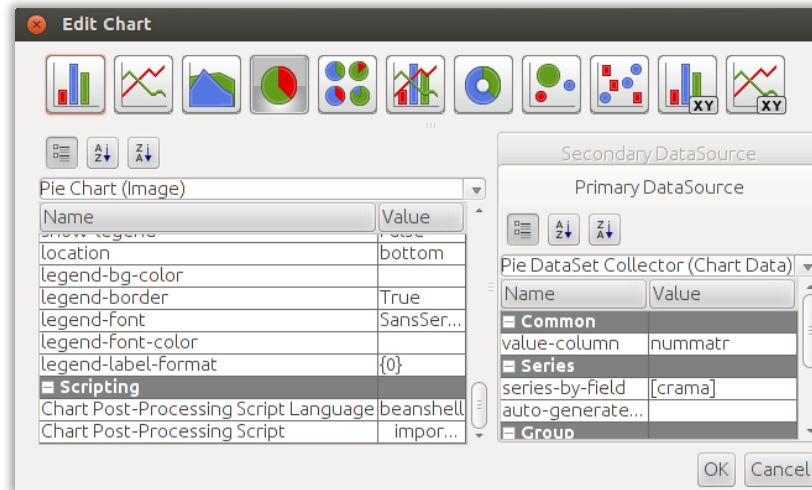 Edit Chart
XY XY
A Z Z A
Secondary DataSource
Pie Chart (Image)
Primary DataSource
Name Value
show-legend False
location bottom
legend-bg-color
legend-border True
legend-font SansSer...
legend-font-color
legend-label-format {0}
Scripting
Chart Post-Processing Script Language beanshell
Chart Post-Processing Script impor...
A Z Z A
Pie DataSet Collector (Chart Data)
Name Value
Common
value-column nummatr
Series
series-by-field [crama]
auto-generate...
Group
OK Cancel